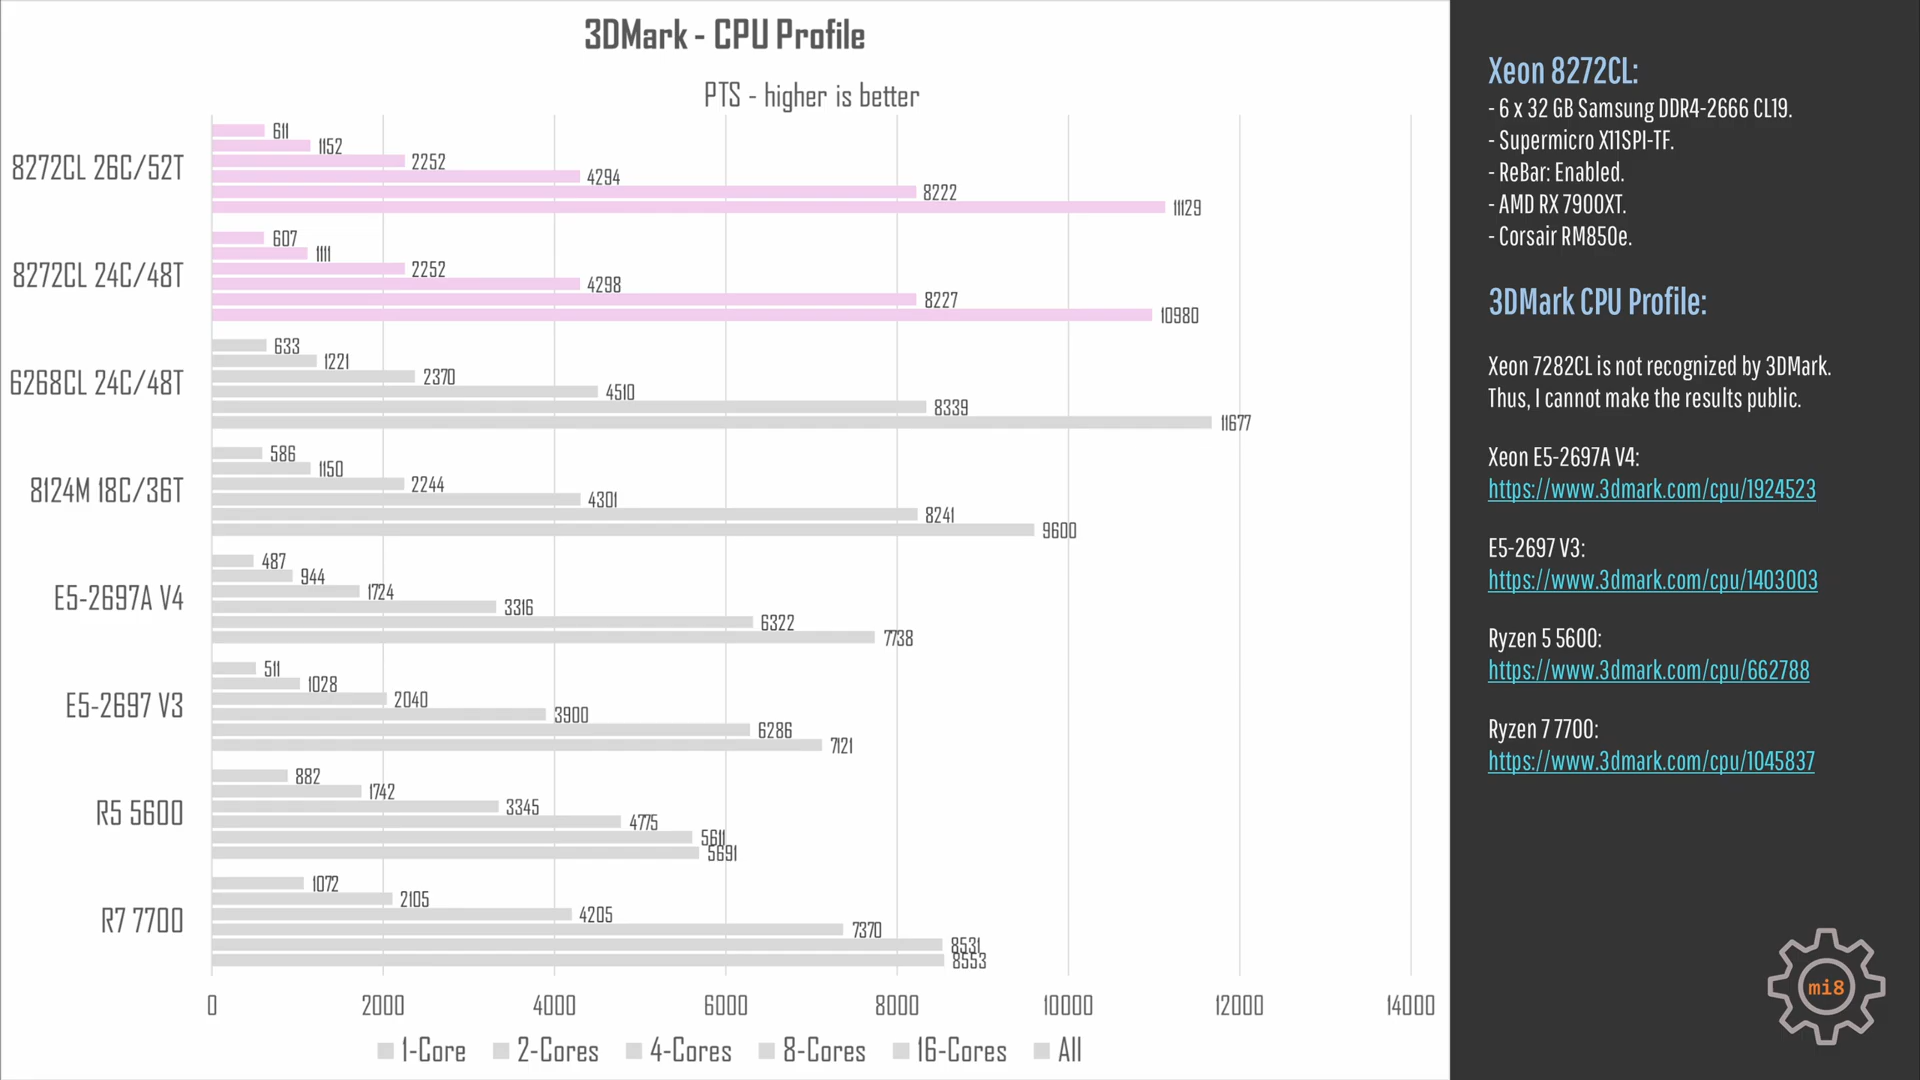 3DMark - CPU Profile
PTS - higher is better
8272CL 26C/52T
611
1152
2252
4294
8222
11129
8272CL 24C/48T
607
1111
2252
4298
8227
10980
6268CL 24C/48T
633
1221
2370
4510
8339
11677
8124M 18C/36T
586
1150
2244
4301
8241
9600
E5-2697A V4
487
944
1724
3316
6322
7738
E5-2697 V3
511
1028
2040
3900
6286
7121
R5 5600
882
1742
3345
4775
5611
5691
R7 7700
1072
2105
4205
7370
8531
8553
0 2000 4000 6000 8000 10000 12000 14000
1-Core 2-Cores 4-Cores 8-Cores 16-Cores All
Xeon 8272CL:
- 6 x 32 GB Samsung DDR4-2666 CL19.
- Supermicro X11SPI-TF.
- ReBar: Enabled.
- AMD RX 7900XT.
- Corsair RM850e.
3DMark CPU Profile:
Xeon 7282CL is not recognized by 3DMark.
Thus, I cannot make the results public.
Xeon E5-2697A V4:
https://www.3dmark.com/cpu/1924523
E5-2697 V3:
https://www.3dmark.com/cpu/1403003
Ryzen 5 5600:
https://www.3dmark.com/cpu/662788
Ryzen 7 7700:
https://www.3dmark.com/cpu/1045837
mi8